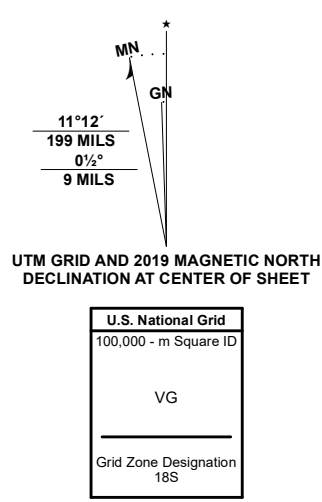 ★
MN
GN
11°12´
199 MILS
0½°
9 MILS
UTM GRID AND 2019 MAGNETIC NORTH
DECLINATION AT CENTER OF SHEET
U.S. National Grid
100,000 - m Square ID
VG
Grid Zone Designation
18S